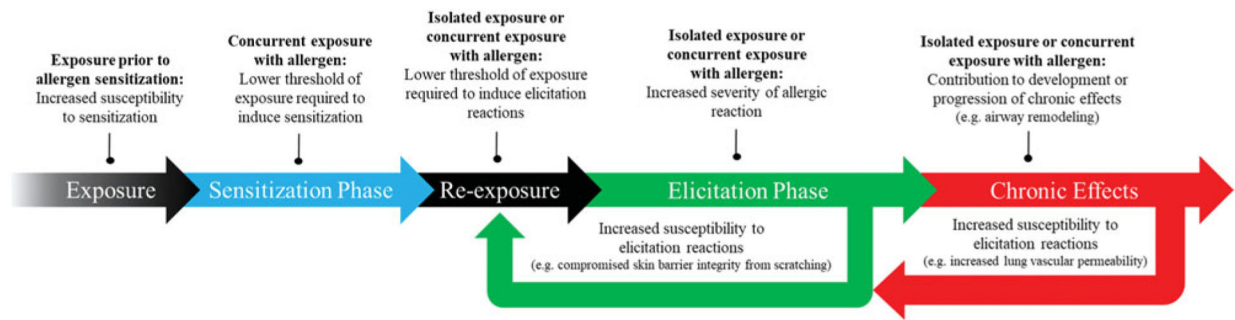 Exposure prior to
allergen sensitization:
Increased susceptibility
to sensitization
Concurrent exposure
with allergen:
Lower threshold of
exposure required to
induce sensitization
Isolated exposure or
concurrent exposure
with allergen:
Lower threshold of exposure
required to induce elicitation
reactions
Isolated exposure or
concurrent exposure
with allergen:
Increased severity of allergic
reaction
Isolated exposure or concurrent
exposure with allergen:
Contribution to development or
progression of chronic effects
(e.g. airway remodeling)
Exposure
Sensitization Phase
Re-exposure
Elicitation Phase
Chronic Effects
Increased susceptibility to
elicitation reactions
(e.g. compromised skin barrier integrity from scratching)
Increased susceptibility to
elicitation reactions
(e.g. increased lung vascular permeability)